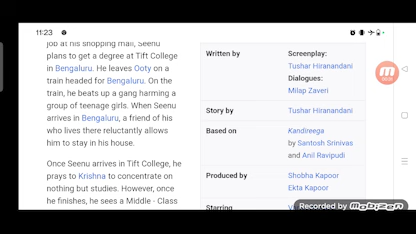 11:23
job at his shopping mall, Seenu
plans to get a degree at Tift College
in Bengaluru. He leaves Ooty on a
train headed for Bengaluru. On the
train, he beats up a gang harming a
group of teenage girls. When Seenu
arrives in Bengaluru, a friend of his
who lives there reluctantly allows
him to stay in his house.
Once Seenu arrives in Tift College, he
prays to Krishna to concentrate on
nothing but studies. However, once
he finishes, he sees a Middle - Class
Written by
Screenplay:
Tushar Hiranandani
Dialogues:
Milap Zaveri
Story by
Tushar Hiranandani
Based on
Kandireega
by Santosh Srinivas
and Anil Ravipudi
Produced by
Shobha Kapoor
Ekta Kapoor
Starring
Recorded by Mobizen